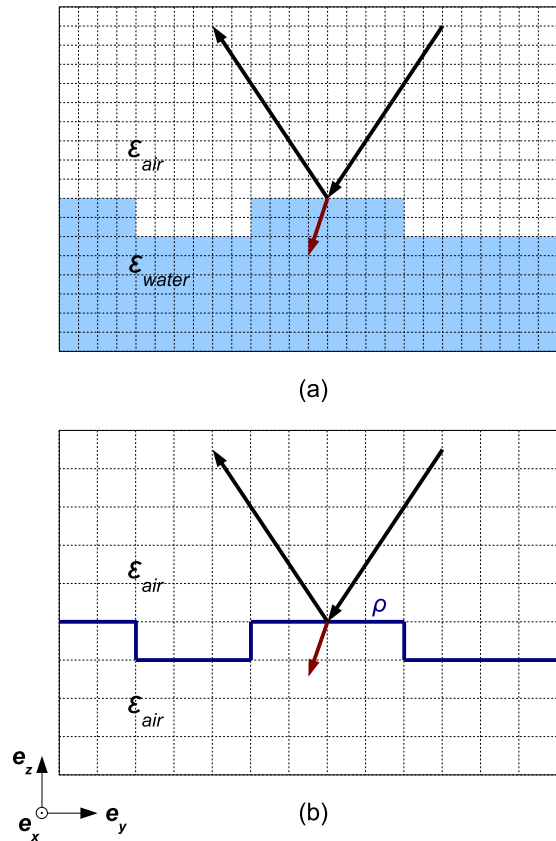 ε_air
ε_water
(a)
ρ
ε_air
ε_air
e_z
e_x
e_y
(b)